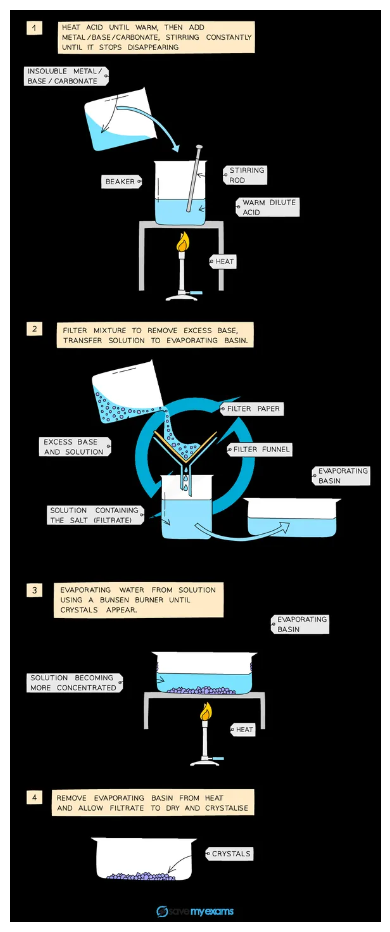 1
HEAT ACID UNTIL WARM, THEN ADD
METAL/BASE/CARBONATE, STIRRING CONSTANTLY
UNTIL IT STOPS DISAPPEARING
INSOLUBLE METAL/
BASE/CARBONATE
BEAKER
STIRRING
ROD
WARM DILUTE
ACID
HEAT
2
FILTER MIXTURE TO REMOVE EXCESS BASE,
TRANSFER SOLUTION TO EVAPORATING BASIN.
FILTER PAPER
EXCESS BASE
AND SOLUTION
FILTER FUNNEL
EVAPORATING
BASIN
SOLUTION CONTAINING
THE SALT (FILTRATE)
3
EVAPORATING WATER FROM SOLUTION
USING A BUNSEN BURNER UNTIL
CRYSTALS APPEAR.
EVAPORATING
BASIN
SOLUTION BECOMING
MORE CONCENTRATED
HEAT
4
REMOVE EVAPORATING BASIN FROM HEAT
AND ALLOW FILTRATE TO DRY AND CRYSTALISE
CRYSTALS
savemyexams